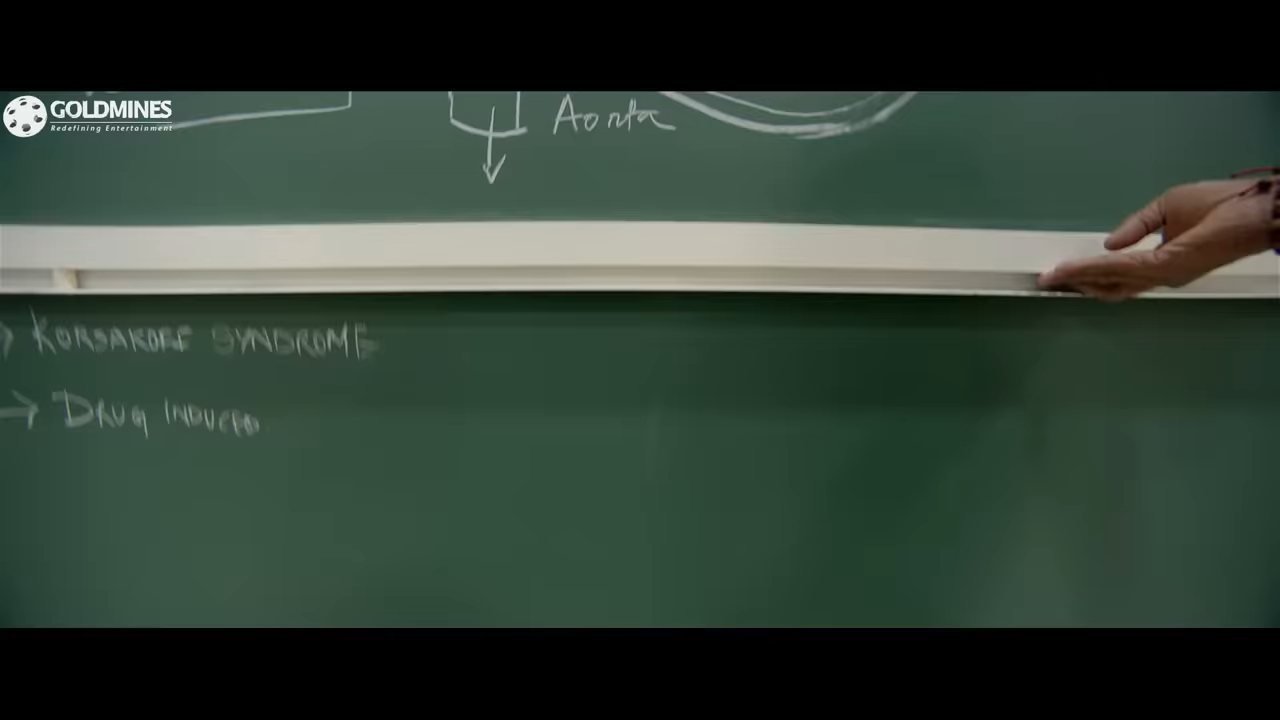 GOLDMINES
Redefining Entertainment
Aorta
→ KORSAKOFF SYNDROME
→ DRUG INDUCED